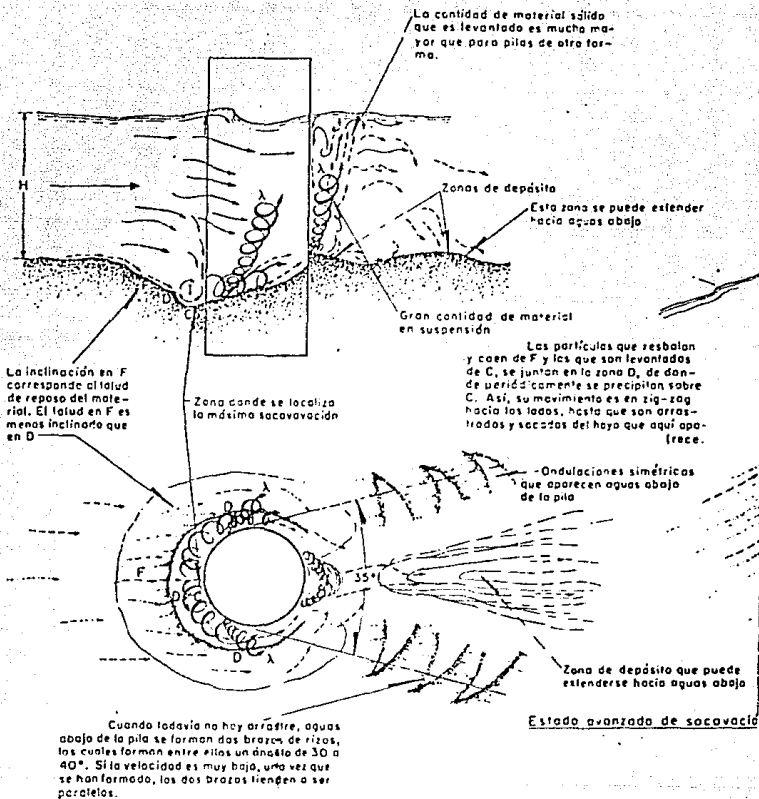 La cantidad de material sólido
que es levantado es mucho ma-
yor que para pilas de otra for-
ma.
H
λ
λ
Zonas de depósito
Esta zona se puede extender
hacia aguas abajo
D
C
Gran cantidad de material
en suspensión
La inclinación en F
corresponde al talud
de reposo del mate-
rial. El talud en F es
menos inclinado que
en D
Zona donde se localiza
la máxima socavavación
Las partículas que resbalan
y caen de F y las que son levantadas
de C, se juntan en la zona D, de don-
de periódicamente se precipitan sobre
C. Así, su movimiento es en zig-zag
hacia los lados, hasta que son arras-
tradas y sacadas del hoyo que aquí apa-
rece.
Ondulaciones simétricas
que aparecen aguas abajo
de la pila
D
λ
F
D
35°
D
λ
Zona de depósito que puede
extenderse hacia aguas abajo
Estado avanzado de socavació
Cuando todavía no hay arrastre, aguas
abajo de la pila se forman dos brazos de rizos,
los cuales forman entre ellos un ángulo de 30 a
40°. Si la velocidad es muy baja, una vez que
se han formado, los dos brazos tienden a ser
paralelos.